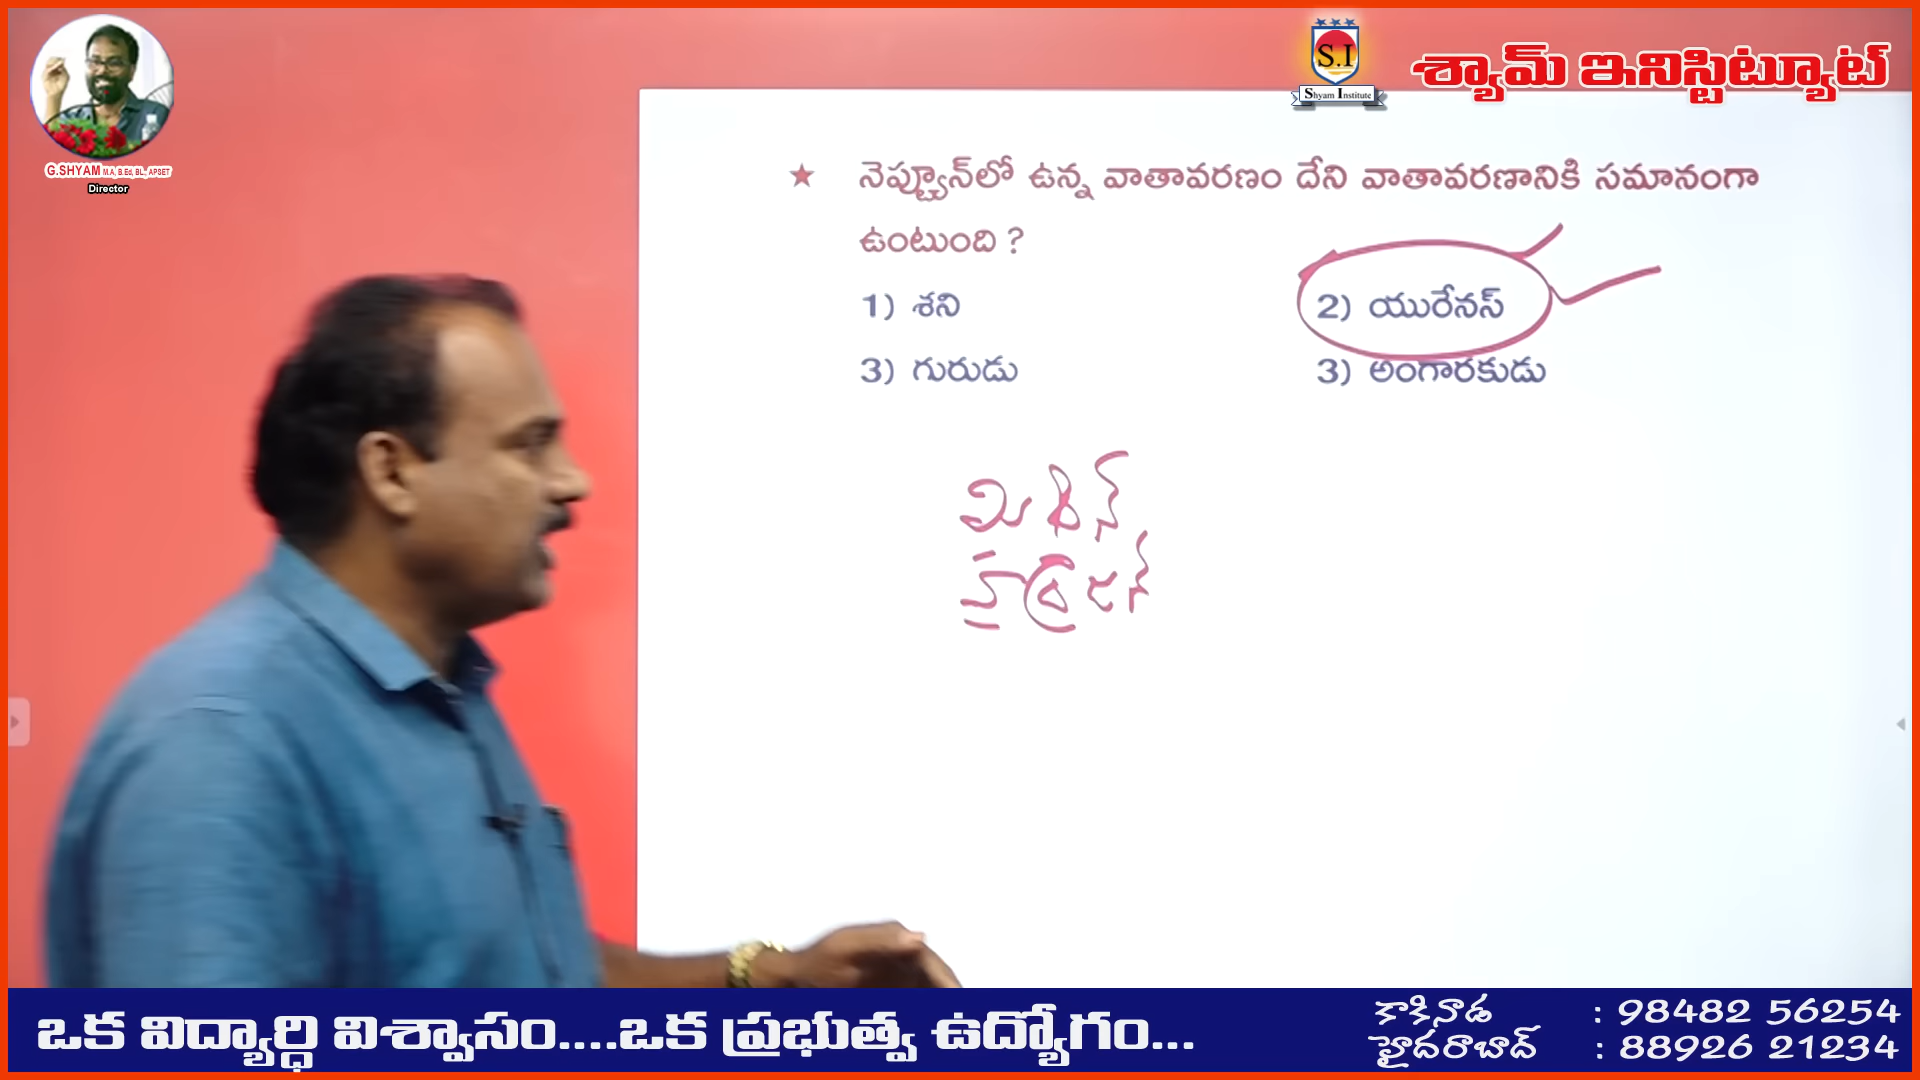 S.I
Shyam Institute
శ్యామ్ ఇనిస్టిట్యూట్
G.SHYAM M.A, B.Ed, BL., APSET
Director
★ నెప్ట్యూన్‌లో ఉన్న వాతావరణం దేని వాతావరణానికి సమానంగా
ఉంటుంది ?
1) శని
2) యురేనస్
3) గురుడు
3) అంగారకుడు
ఒక విద్యార్ధి విశ్వాసం....ఒక ప్రభుత్వ ఉద్యోగం...
కాకినాడ : 98482 56254
హైదరాబాద్ : 88926 21234